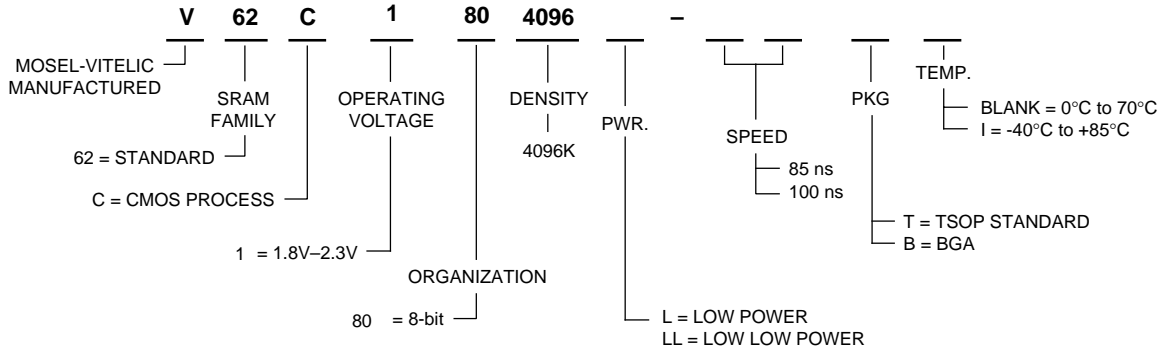 V 62 C 1 80 4096 –
MOSEL-VITELIC
MANUFACTURED
SRAM
FAMILY
62 = STANDARD
C = CMOS PROCESS
OPERATING
VOLTAGE
1 = 1.8V–2.3V
ORGANIZATION
80 = 8-bit
DENSITY
4096K
PWR.
L = LOW POWER
LL = LOW LOW POWER
SPEED
85 ns
100 ns
PKG
T = TSOP STANDARD
B = BGA
TEMP.
BLANK = 0°C to 70°C
I = -40°C to +85°C